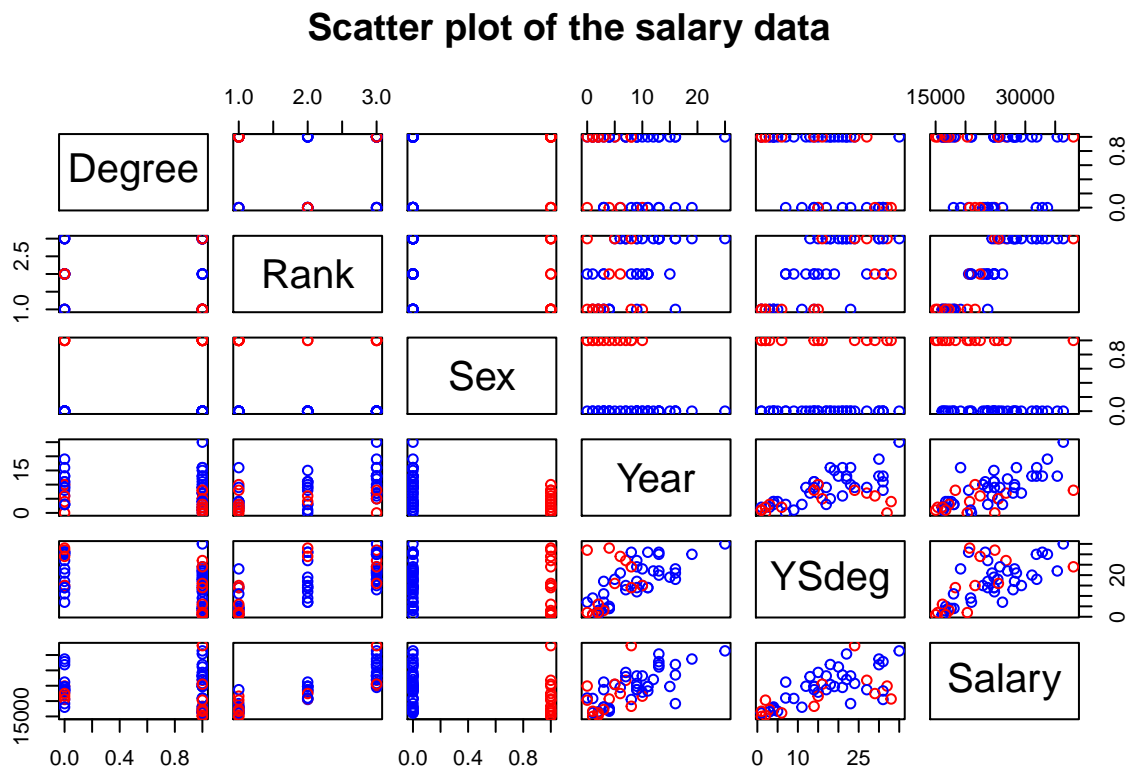 Scatter plot of the salary data
1.0 2.0 3.0 0 10 20 15000 30000
Degree
0.0 0.8
1.0 2.5
Rank
Sex
0.0 0.8
0 15
Year
YSdeg
0 20
15000
Salary
0.0 0.4 0.8 0.0 0.4 0.8 0 10 25